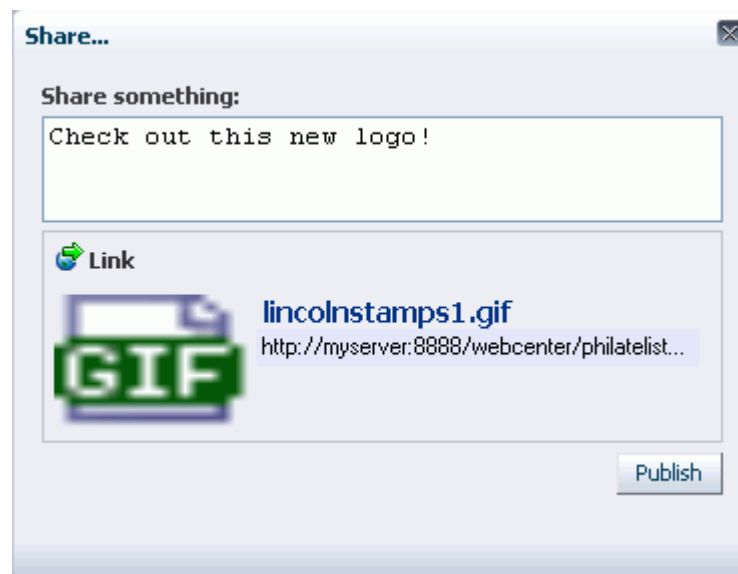 Share...
Share something:
Check out this new logo!
Link
GIF
lincolnstamps1.gif
http://myserver:8888/webcenter/philatelist...
Publish